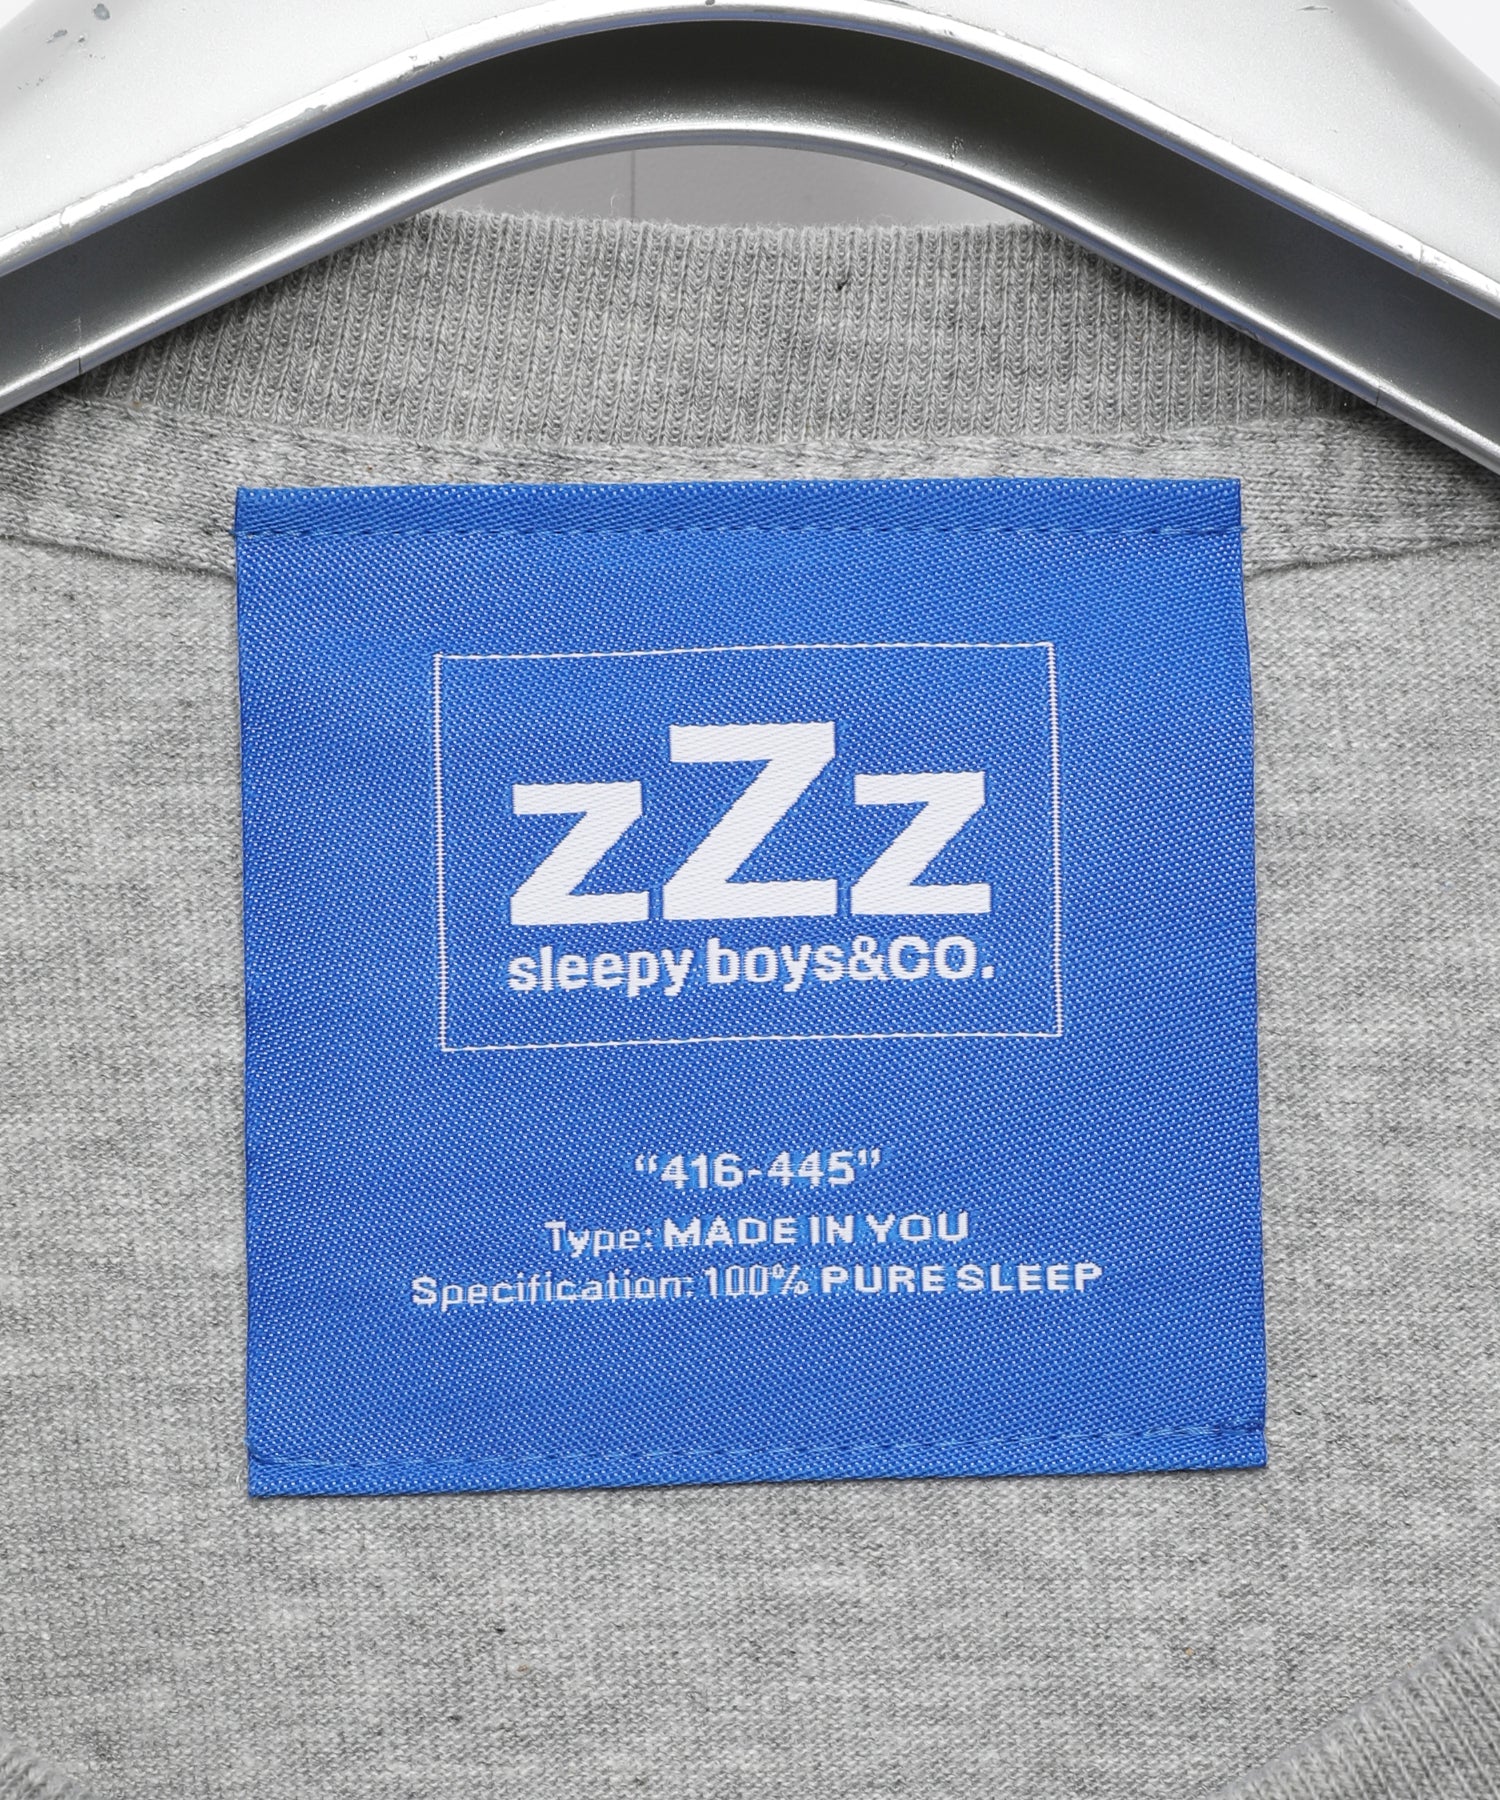 zZz
sleepy boys&CO.
“416-445”
Type: MADE IN YOU
Specification: 100% PURE SLEEP